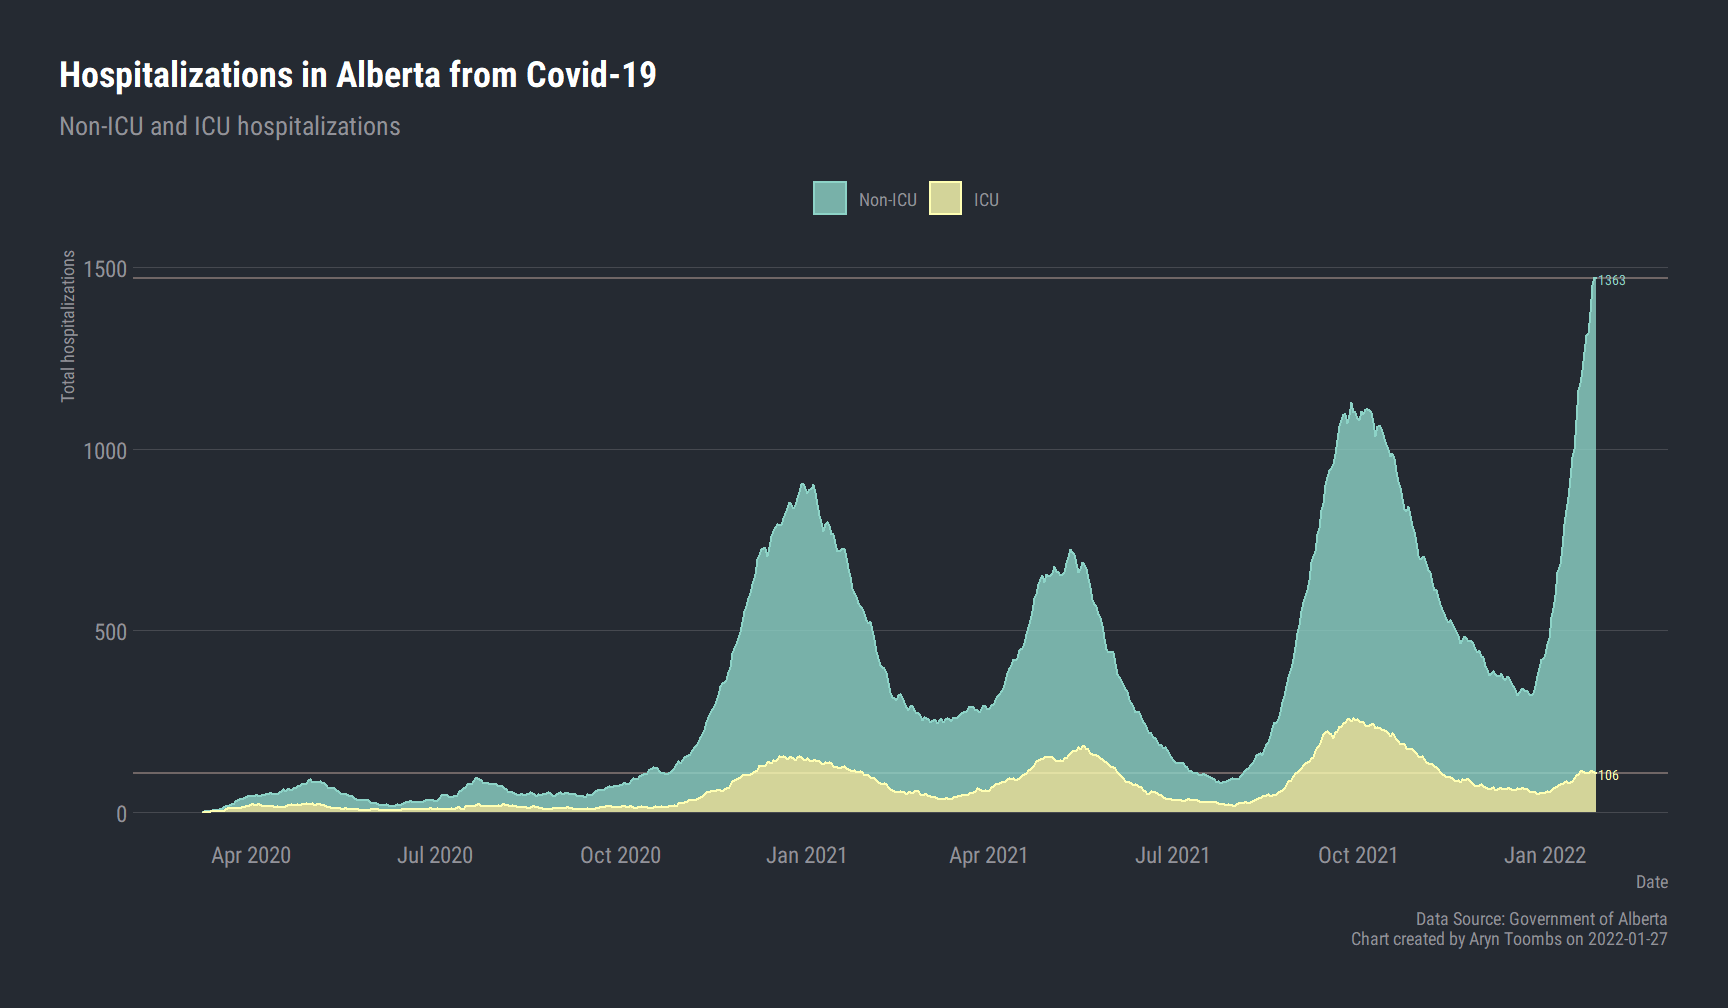 Hospitalizations in Alberta from Covid-19
Non-ICU and ICU hospitalizations
Non-ICU
ICU
Total hospitalizations
1500
1363
1000
500
106
0
Apr 2020
Jul 2020
Oct 2020
Jan 2021
Apr 2021
Jul 2021
Oct 2021
Jan 2022
Date
Data Source: Government of Alberta
Chart created by Aryn Toombs on 2022-01-27